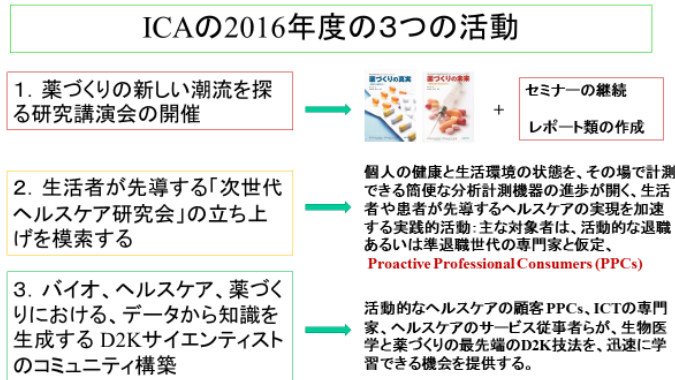 ICAの2016年度の3つの活動
1. 薬づくりの新しい潮流を探
る研究講演会の開催
薬づくりの真実
薬づくりの未来
+
セミナーの継続
レポート類の作成
2. 生活者が先導する「次世代
ヘルスケア研究会」の立ち上
げを模索する
個人の健康と生活環境の状態を、その場で計測
できる簡便な分析計測機器の進歩が開く、生活
者や患者が先導するヘルスケアの実現を加速
する実践的活動：主な対象者は、活動的な退職
あるいは準退職世代の専門家と仮定、
Proactive Professional Consumers (PPCs)
3. バイオ、ヘルスケア、薬づく
りにおける、データから知識を
生成する D2Kサイエンティスト
のコミュニティ構築
活動的なヘルスケアの顧客PPCs、ICTの専門
家、ヘルスケアのサービス従事者らが、生物医
学と薬づくりの最先端のD2K技法を、迅速に学
習できる機会を提供する。